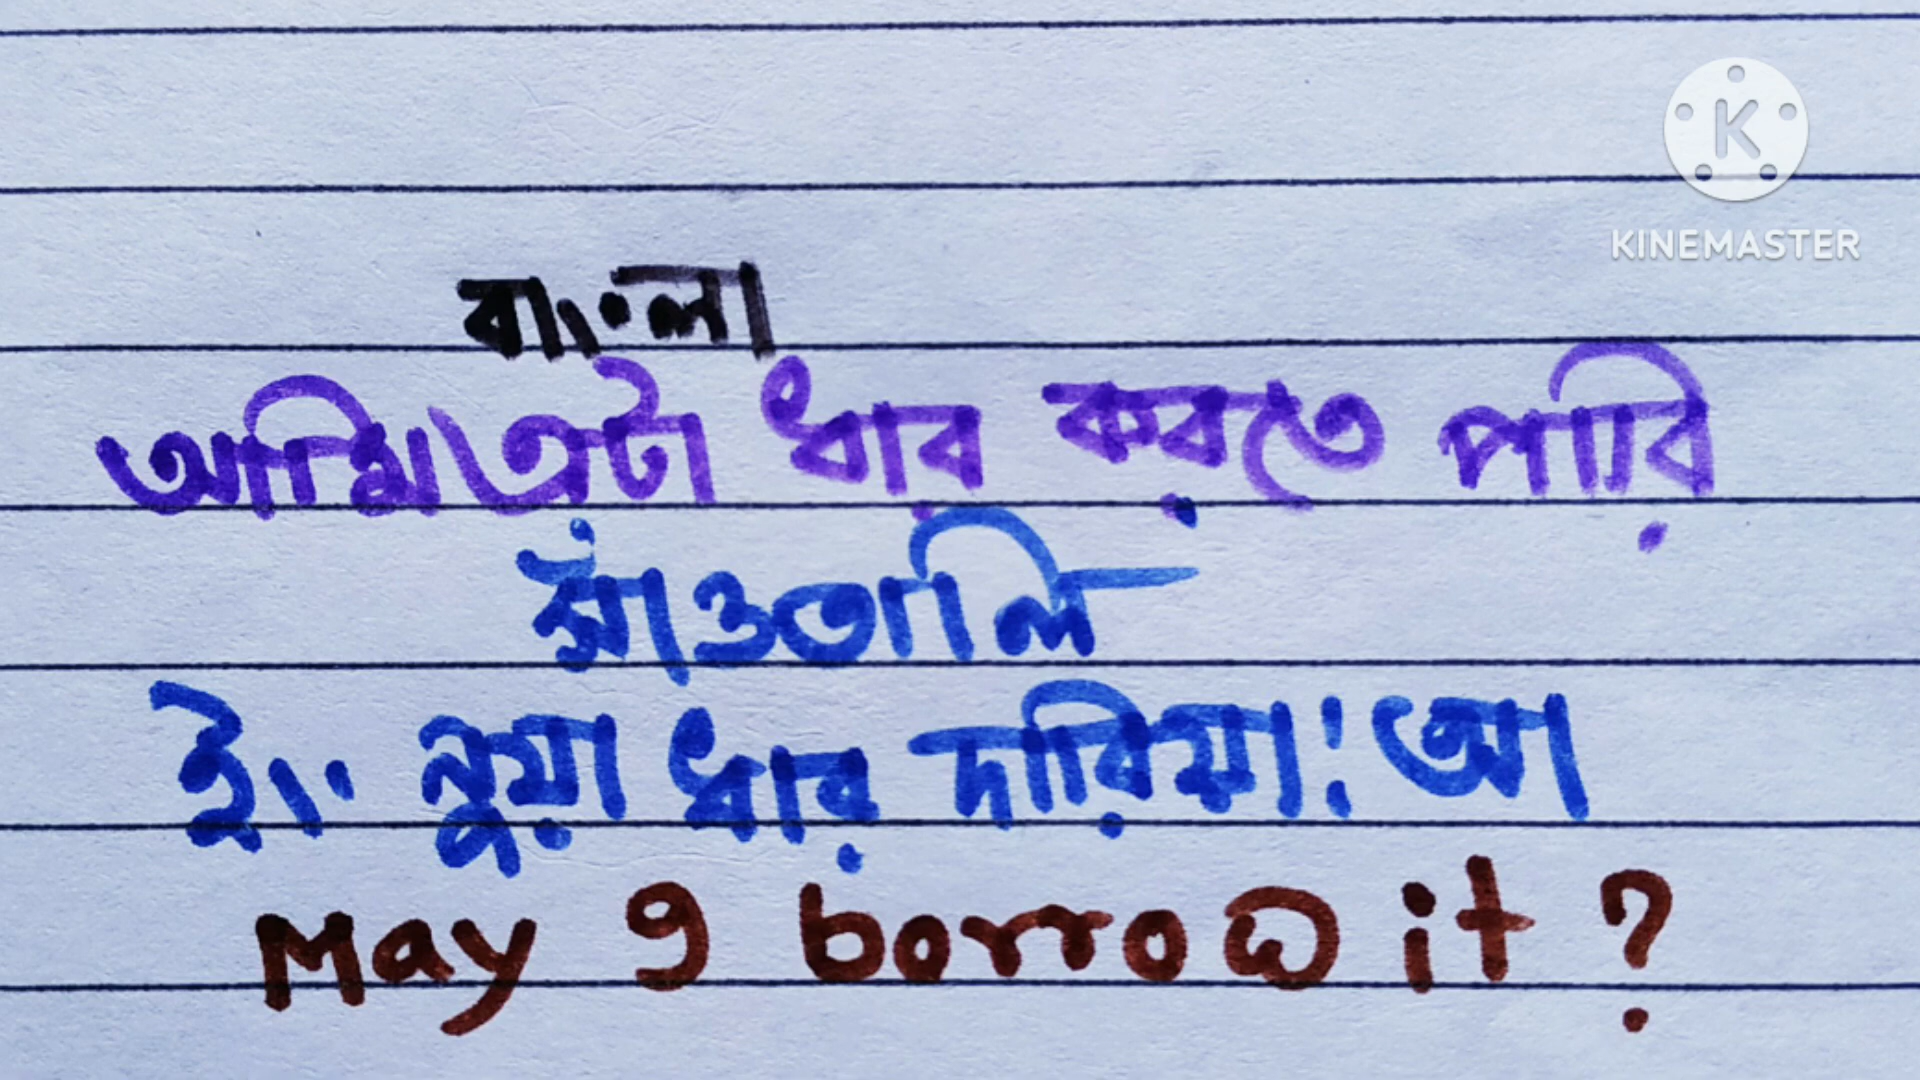 KINEMASTER
বাংলা
আমি এটা ধার করতে পারি
সাঁওতালি
ইং নুয়া ধার দারিয়া: আ
May I borrow it ?